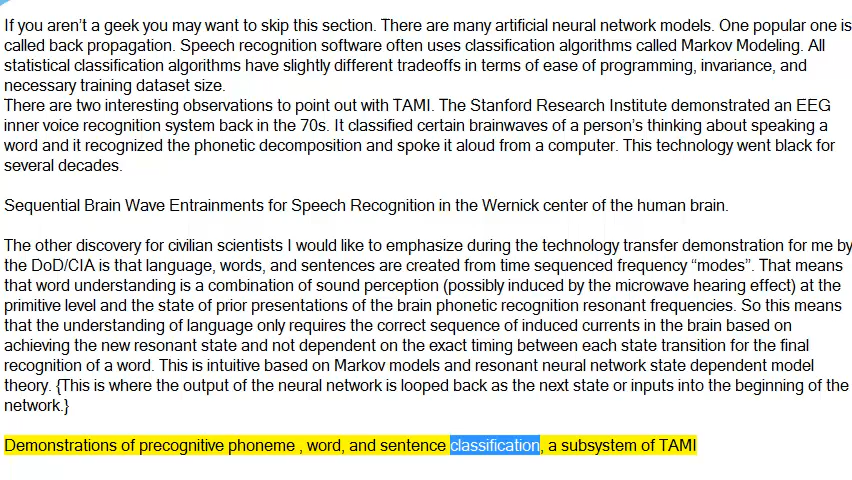 If you aren’t a geek you may want to skip this section. There are many artificial neural network models. One popular one is
called back propagation. Speech recognition software often uses classification algorithms called Markov Modeling. All
statistical classification algorithms have slightly different tradeoffs in terms of ease of programming, invariance, and
necessary training dataset size.
There are two interesting observations to point out with TAMI. The Stanford Research Institute demonstrated an EEG
inner voice recognition system back in the 70s. It classified certain brainwaves of a person’s thinking about speaking a
word and it recognized the phonetic decomposition and spoke it aloud from a computer. This technology went black for
several decades.
Sequential Brain Wave Entrainments for Speech Recognition in the Wernick center of the human brain.
The other discovery for civilian scientists I would like to emphasize during the technology transfer demonstration for me by
the DoD/CIA is that language, words, and sentences are created from time sequenced frequency “modes”. That means
that word understanding is a combination of sound perception (possibly induced by the microwave hearing effect) at the
primitive level and the state of prior presentations of the brain phonetic recognition resonant frequencies. So this means
that the understanding of language only requires the correct sequence of induced currents in the brain based on
achieving the new resonant state and not dependent on the exact timing between each state transition for the final
recognition of a word. This is intuitive based on Markov models and resonant neural network state dependent model
theory. {This is where the output of the neural network is looped back as the next state or inputs into the beginning of the
network.}
Demonstrations of precognitive phoneme , word, and sentence classification, a subsystem of TAMI